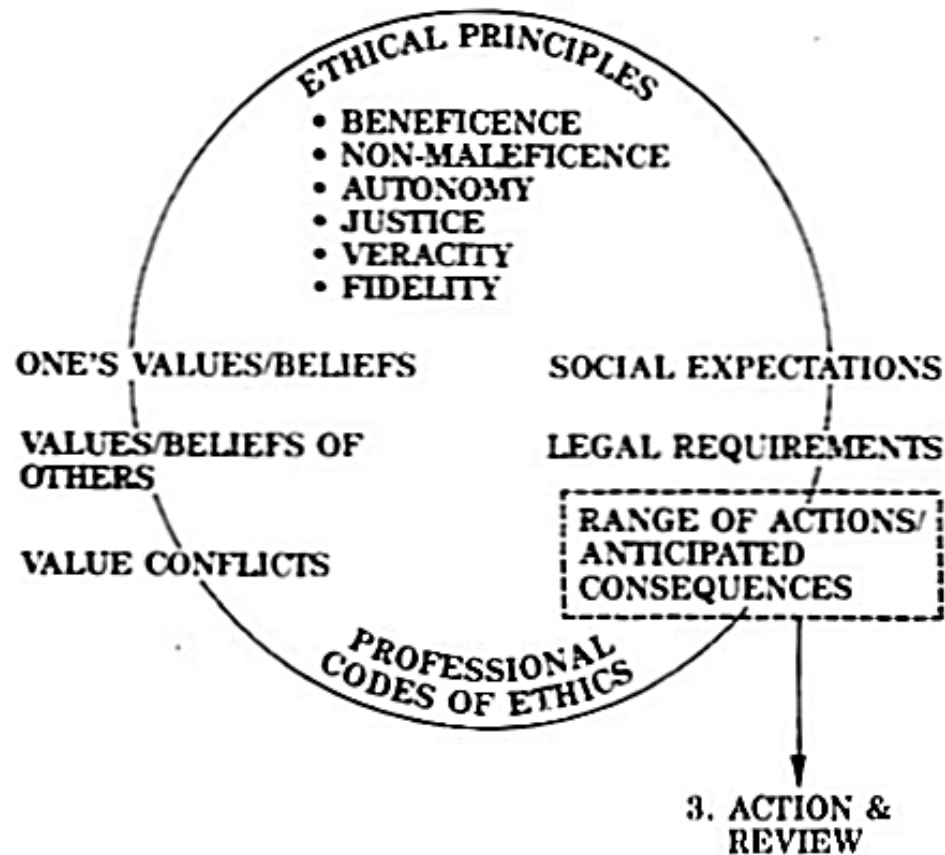 ETHICAL PRINCIPLES
• BENEFICENCE
• NON-MALEFICENCE
• AUTONOMY
• JUSTICE
• VERACITY
• FIDELITY
ONE'S VALUES/BELIEFS
VALUES/BELIEFS OF
OTHERS
VALUE CONFLICTS
SOCIAL EXPECTATIONS
LEGAL REQUIREMENTS
RANGE OF ACTIONS/
ANTICIPATED
CONSEQUENCES
PROFESSIONAL
CODES OF ETHICS
3. ACTION &
REVIEW